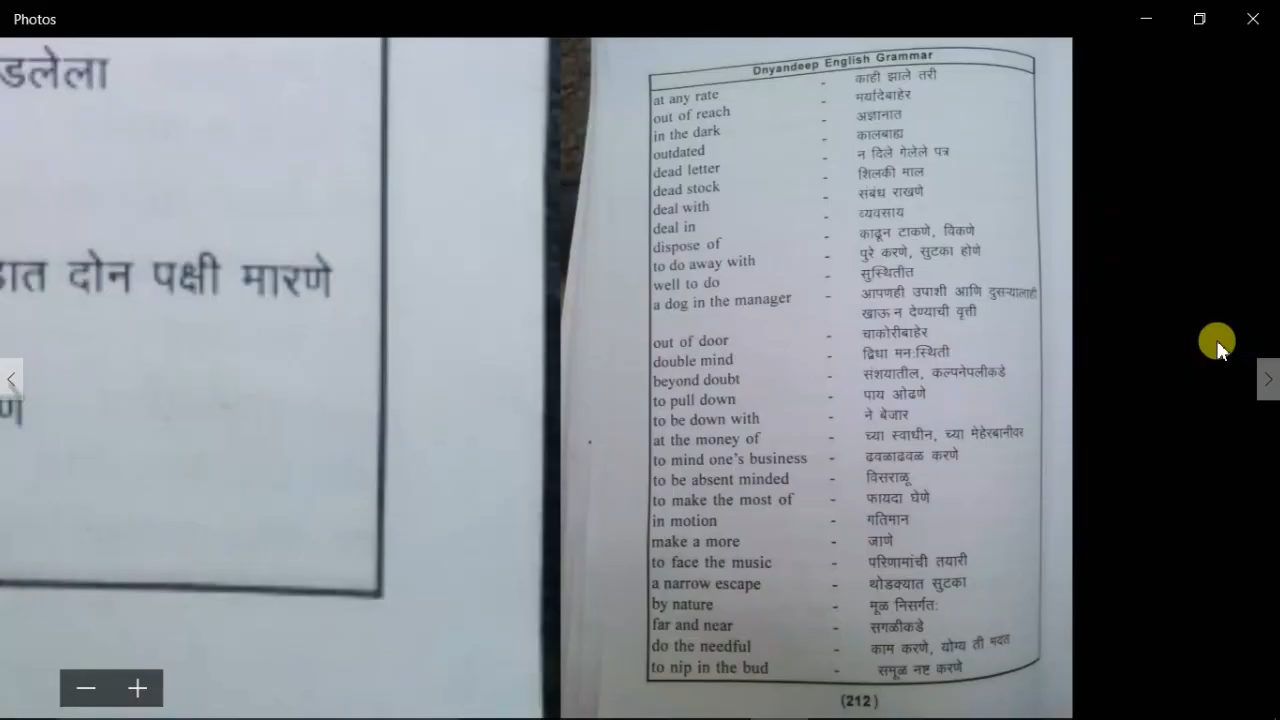 Photos
डलेला
ात दोन पक्षी मारणे
णे
Dnyandeep English Grammar
at any rate - काही झाले तरी
out of reach - मर्यादेबाहेर
in the dark - अज्ञानात
outdated - कालबाह्य
dead letter - न दिले गेलेले पत्र
dead stock - शिलकी माल
deal with - संबंध राखणे
deal in - व्यवसाय
dispose of - काढून टाकणे, विकणे
to do away with - पुरे करणे, सुटका होणे
well to do - सुस्थितीत
a dog in the manager - आपणही उपाशी आणि दुसऱ्यालाही
खाऊ न देण्याची वृत्ती
out of door - चाकोरीबाहेर
double mind - द्विधा मनःस्थिती
beyond doubt - संशयातील, कल्पनेपलीकडे
to pull down - पाय ओढणे
to be down with - ने बेजार
at the money of - च्या स्वाधीन, च्या मेहेरबानीवर
to mind one's business - ढवळाढवळ करणे
to be absent minded - विसराळू
to make the most of - फायदा घेणे
in motion - गतिमान
make a more - जाणे
to face the music - परिणामांची तयारी
a narrow escape - थोडक्यात सुटका
by nature - मूळ निसर्गतः
far and near - सगळीकडे
do the needful - काम करणे, योग्य ती मदत
to nip in the bud - समूळ नष्ट करणे
(212)